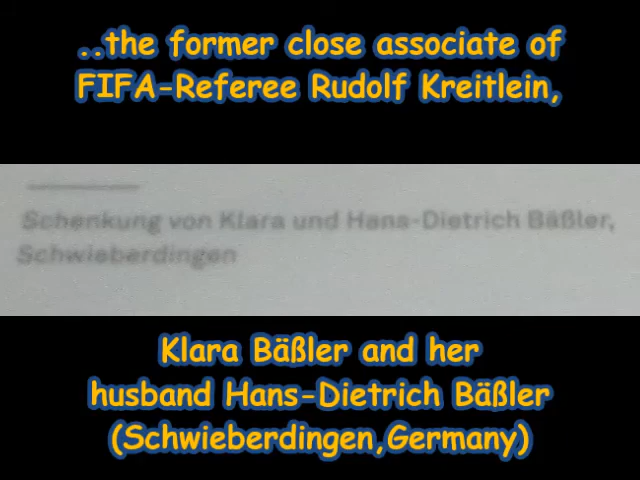 ..the former close associate of
FIFA-Referee Rudolf Kreitlein,
Schenkung von Klara und Hans-Dietrich Bäßler,
Schwieberdingen
Klara Bäßler and her
husband Hans-Dietrich Bäßler
(Schwieberdingen,Germany)